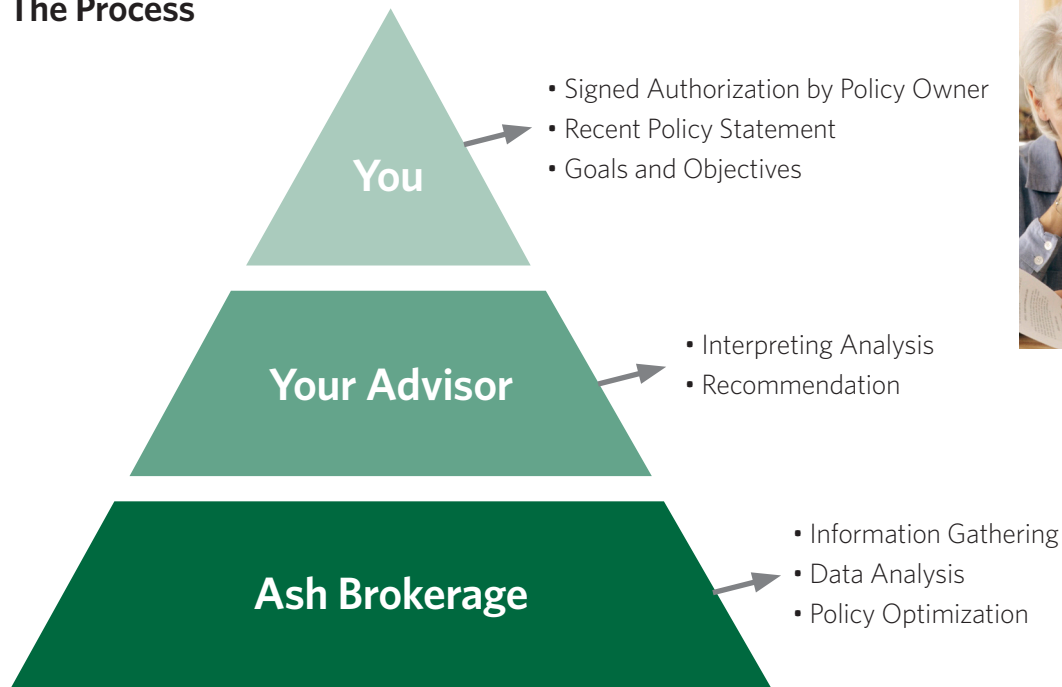 The Process
• Signed Authorization by Policy Owner
• Recent Policy Statement
• Goals and Objectives
You
• Interpreting Analysis
• Recommendation
Your Advisor
• Information Gathering
• Data Analysis
• Policy Optimization
Ash Brokerage